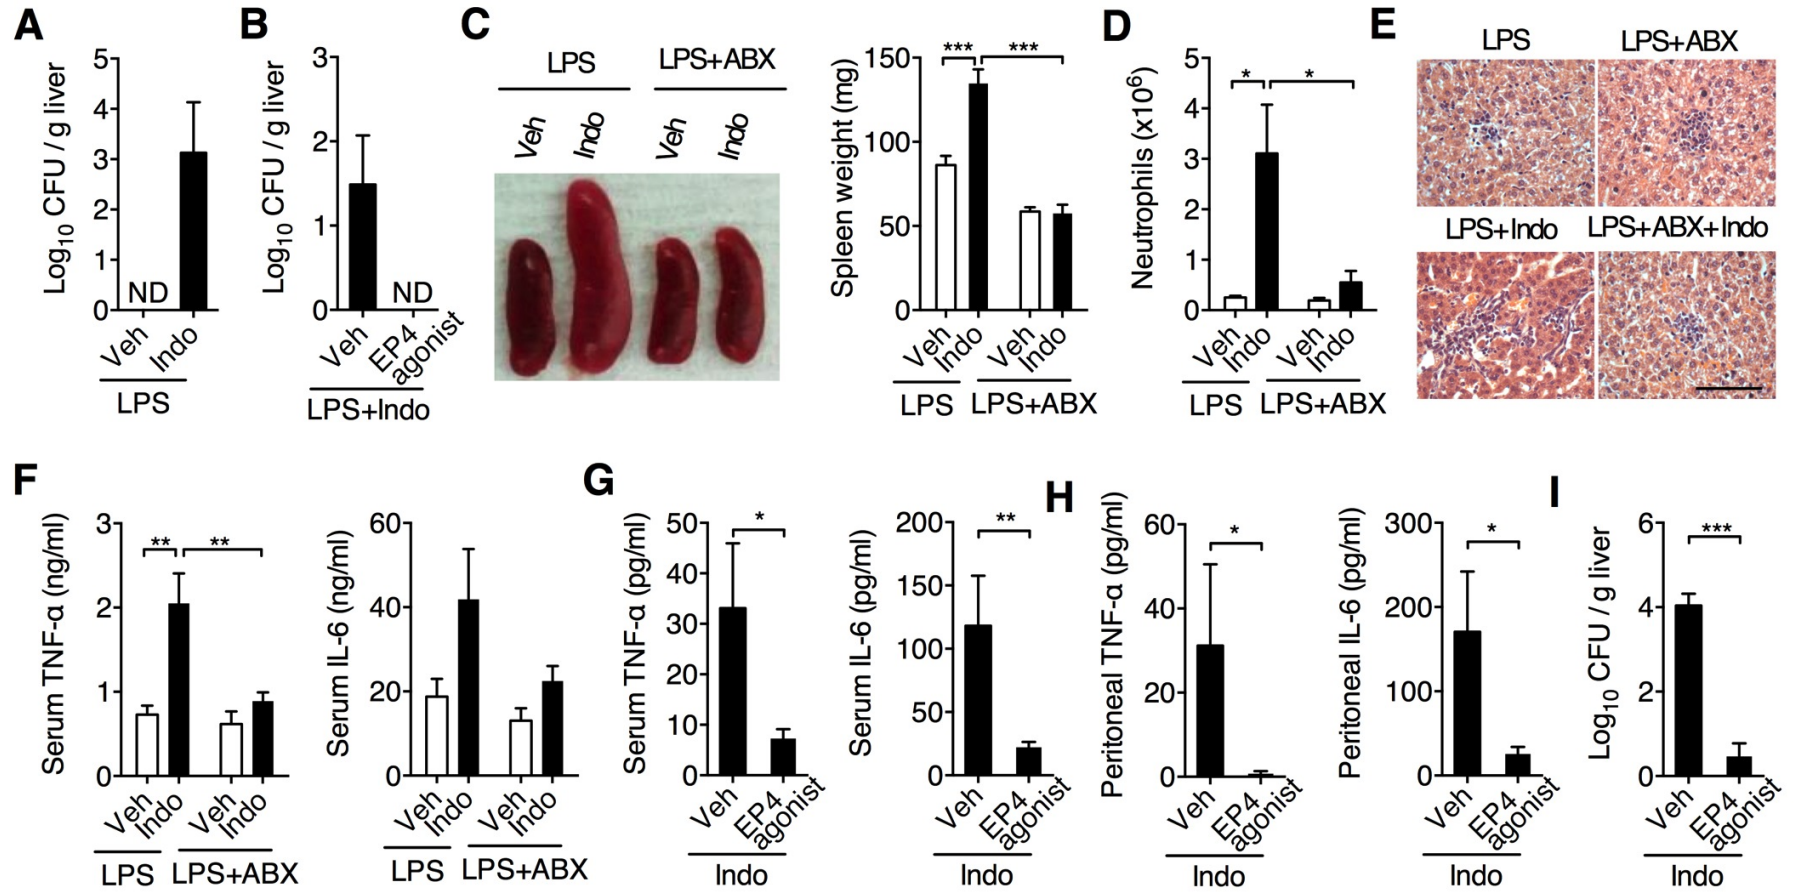 A
Log10 CFU / g liver
5
4
3
2
1
0
ND
Veh
Indo
LPS
B
Log10 CFU / g liver
3
2
1
0
ND
Veh
EP4
agonist
LPS+Indo
C
LPS
LPS+ABX
Veh
Indo
Veh
Indo
Spleen weight (mg)
150
100
50
0
***
***
Veh
Indo
Veh
Indo
LPS
LPS+ABX
D
Neutrophils (x10⁶)
5
4
3
2
1
0
*
*
Veh
Indo
Veh
Indo
LPS
LPS+ABX
E
LPS
LPS+ABX
LPS+Indo
LPS+ABX+Indo
F
Serum TNF-α (ng/ml)
3
2
1
0
**
**
Veh
Indo
Veh
Indo
LPS
LPS+ABX
Serum IL-6 (ng/ml)
60
40
20
0
Veh
Indo
Veh
Indo
LPS
LPS+ABX
G
Serum TNF-α (pg/ml)
50
40
30
20
10
0
*
Veh
EP4
agonist
Indo
Serum IL-6 (pg/ml)
200
150
100
50
0
**
Veh
EP4
agonist
Indo
H
Peritoneal TNF-α (pg/ml)
60
40
20
0
*
Veh
EP4
agonist
Indo
Peritoneal IL-6 (pg/ml)
300
200
100
0
*
Veh
EP4
agonist
Indo
I
Log10 CFU / g liver
6
4
2
0
***
Veh
EP4
agonist
Indo